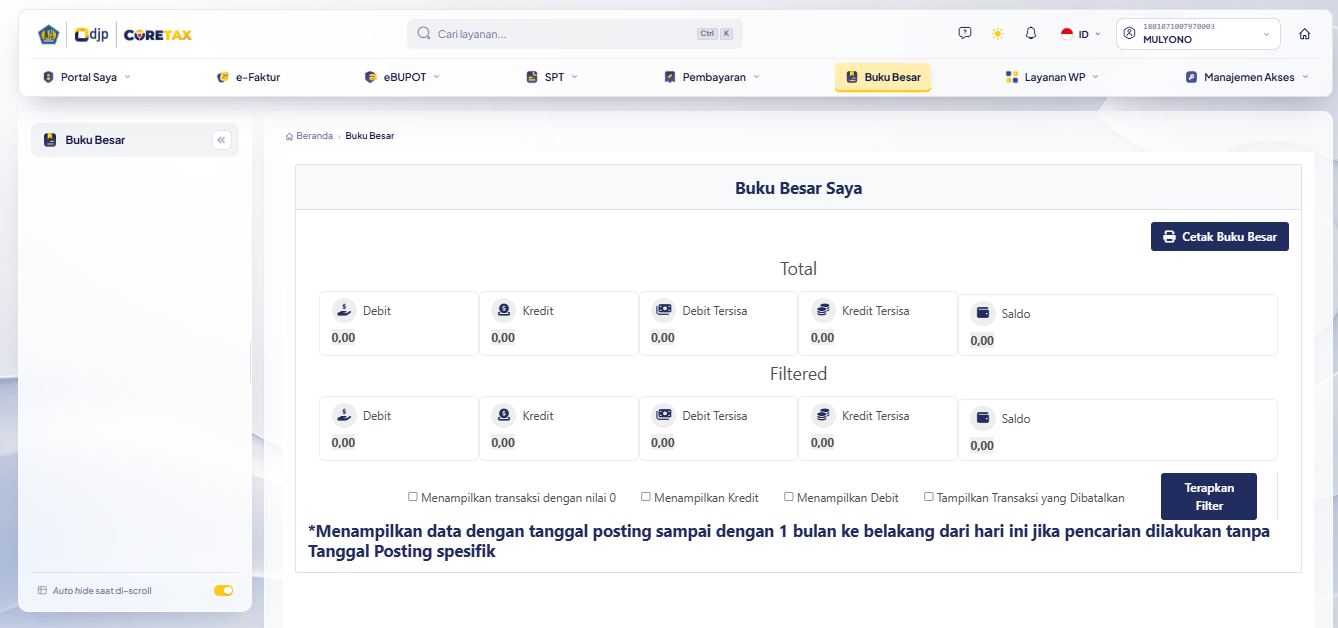 djp CORETAX
Cari layanan... Ctrl K
ID
1801071007970003
MULYONO
Portal Saya e-Faktur eBUPOT SPT Pembayaran Buku Besar Layanan WP Manajemen Akses
Buku Besar
Beranda › Buku Besar
Buku Besar Saya
Cetak Buku Besar
Total
Debit Kredit Debit Tersisa Kredit Tersisa Saldo
0,00 0,00 0,00 0,00 0,00
Filtered
Debit Kredit Debit Tersisa Kredit Tersisa Saldo
0,00 0,00 0,00 0,00 0,00
Menampilkan transaksi dengan nilai 0 Menampilkan Kredit Menampilkan Debit Tampilkan Transaksi yang Dibatalkan
Terapkan
Filter
*Menampilkan data dengan tanggal posting sampai dengan 1 bulan ke belakang dari hari ini jika pencarian dilakukan tanpa
Tanggal Posting spesifik
Auto hide saat di-scroll